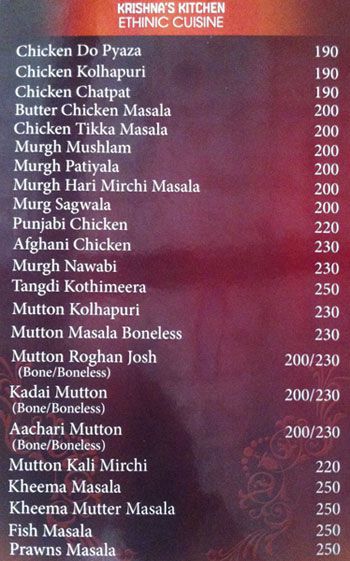 KRISHNA'S KITCHEN
ETHINIC CUISINE
Chicken Do Pyaza 190
Chicken Kolhapuri 190
Chicken Chatpat 190
Butter Chicken Masala 200
Chicken Tikka Masala 200
Murgh Mushlam 200
Murgh Patiyala 200
Murgh Hari Mirchi Masala 200
Murg Sagwala 200
Punjabi Chicken 220
Afghani Chicken 230
Murgh Nawabi 230
Tangdi Kothimeera 250
Mutton Kolhapuri 230
Mutton Masala Boneless 230
Mutton Roghan Josh 200/230
(Bone/Boneless)
Kadai Mutton 200/230
(Bone/Boneless)
Aachari Mutton 200/230
(Bone/Boneless)
Mutton Kali Mirchi 220
Kheema Masala 250
Kheema Mutter Masala 250
Fish Masala 250
Prawns Masala 250